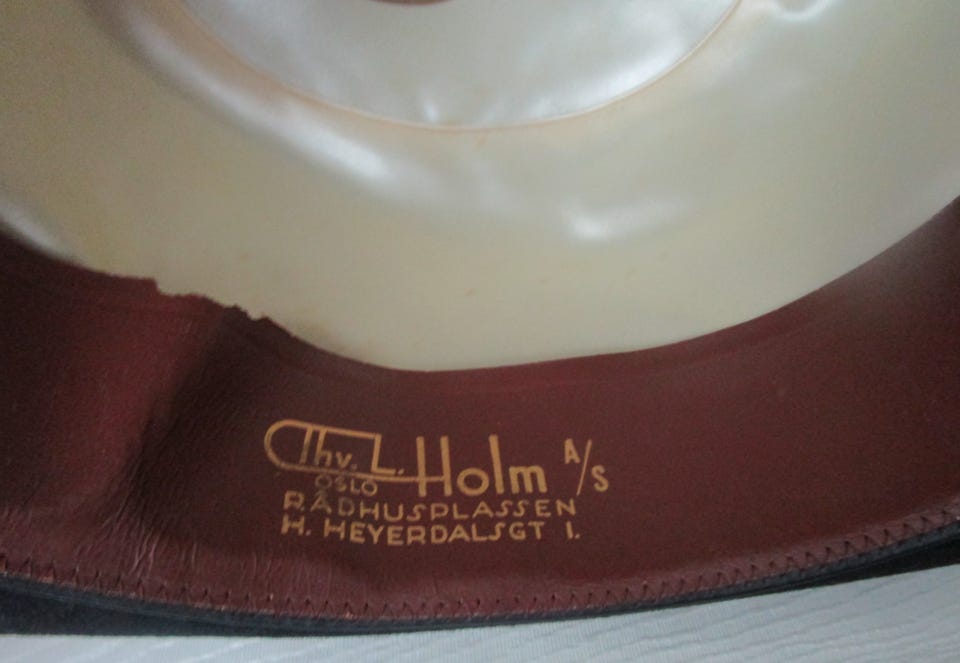 Thv. L. Holm A/S
OSLO
RÅDHUSPLASSEN
H. HEYERDALSGT 1.